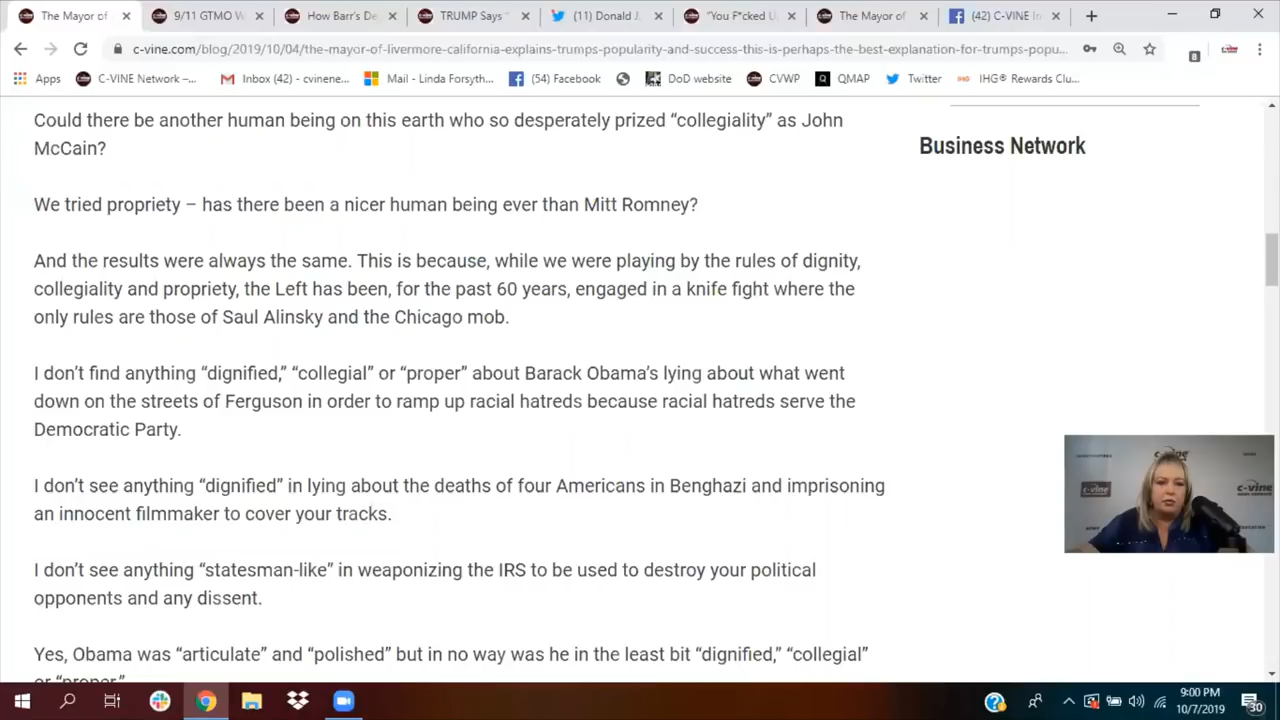 The Mayor of
9/11 GTMO W
How Barr's De
TRUMP Says "
(11) Donald J.
"You F*cked U
The Mayor of
(42) C-VINE In
c-vine.com/blog/2019/10/04/the-mayor-of-livermore-california-explains-trumps-popularity-and-success-this-is-perhaps-the-best-explanation-for-trumps-popu...
Apps
C-VINE Network –...
Inbox (42) - cvinene...
Mail - Linda Forsyth...
(54) Facebook
DoD website
CVWP
QMAP
Twitter
IHG® Rewards Clu...
Could there be another human being on this earth who so desperately prized “collegiality” as John
McCain?
Business Network
We tried propriety – has there been a nicer human being ever than Mitt Romney?
And the results were always the same. This is because, while we were playing by the rules of dignity,
collegiality and propriety, the Left has been, for the past 60 years, engaged in a knife fight where the
only rules are those of Saul Alinsky and the Chicago mob.
I don’t find anything “dignified,” “collegial” or “proper” about Barack Obama’s lying about what went
down on the streets of Ferguson in order to ramp up racial hatreds because racial hatreds serve the
Democratic Party.
I don’t see anything “dignified” in lying about the deaths of four Americans in Benghazi and imprisoning
an innocent filmmaker to cover your tracks.
I don’t see anything “statesman-like” in weaponizing the IRS to be used to destroy your political
opponents and any dissent.
Yes, Obama was “articulate” and “polished” but in no way was he in the least bit “dignified,” “collegial”
or “proper.”
c-vine
c-vine
9:00 PM
10/7/2019
30